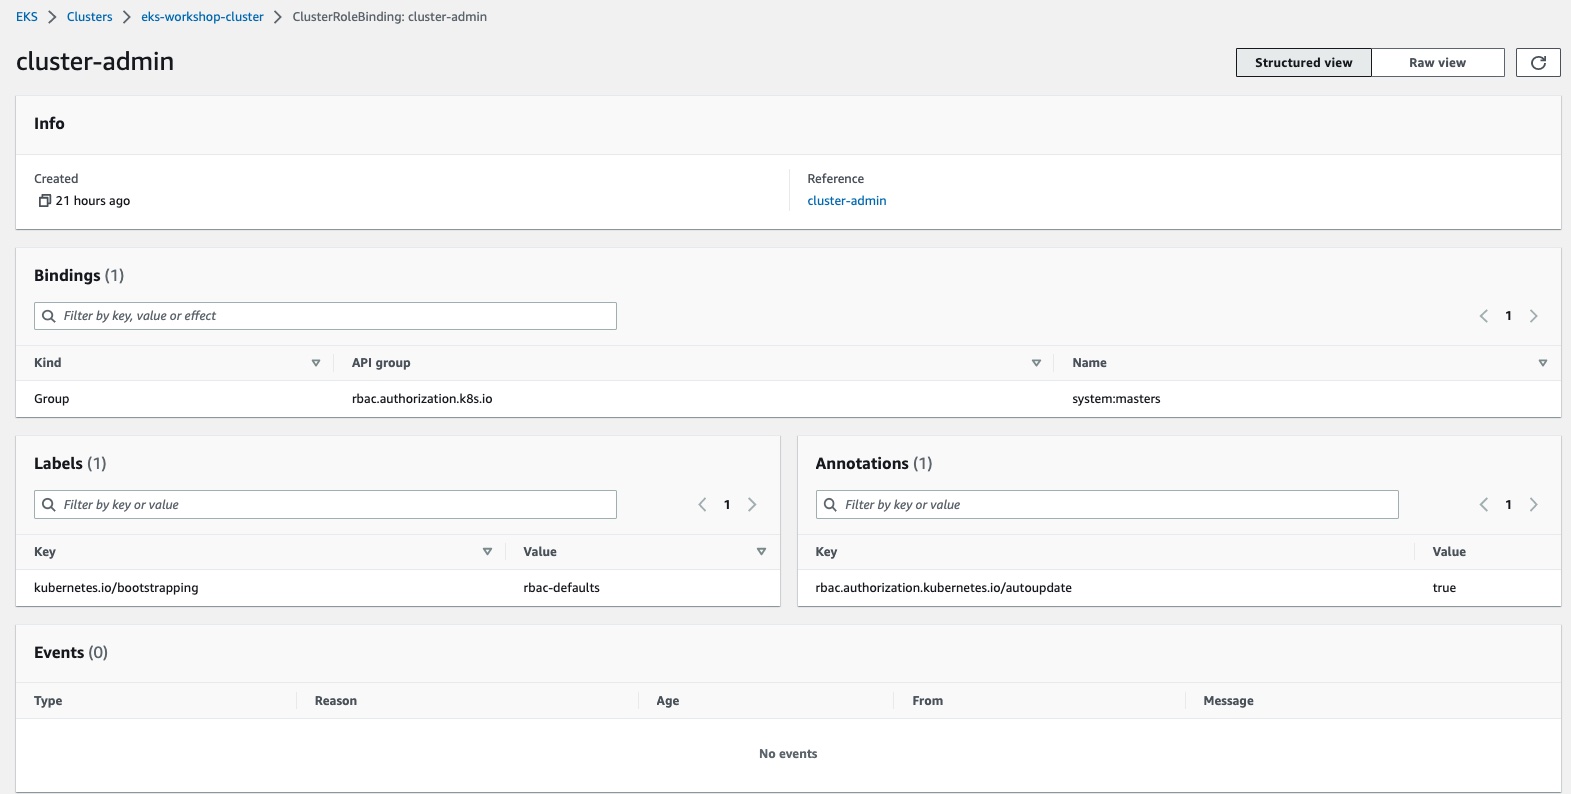 EKS Clusters eks-workshop-cluster ClusterRoleBinding: cluster-admin
cluster-admin
Structured view Raw view
Info
Created
21 hours ago
Reference
cluster-admin
Bindings (1)
Filter by key, value or effect
1
Kind API group Name
Group rbac.authorization.k8s.io system:masters
Labels (1)
Filter by key or value
1
Key Value
kubernetes.io/bootstrapping rbac-defaults
Annotations (1)
Filter by key or value
1
Key Value
rbac.authorization.kubernetes.io/autoupdate true
Events (0)
Type Reason Age From Message
No events